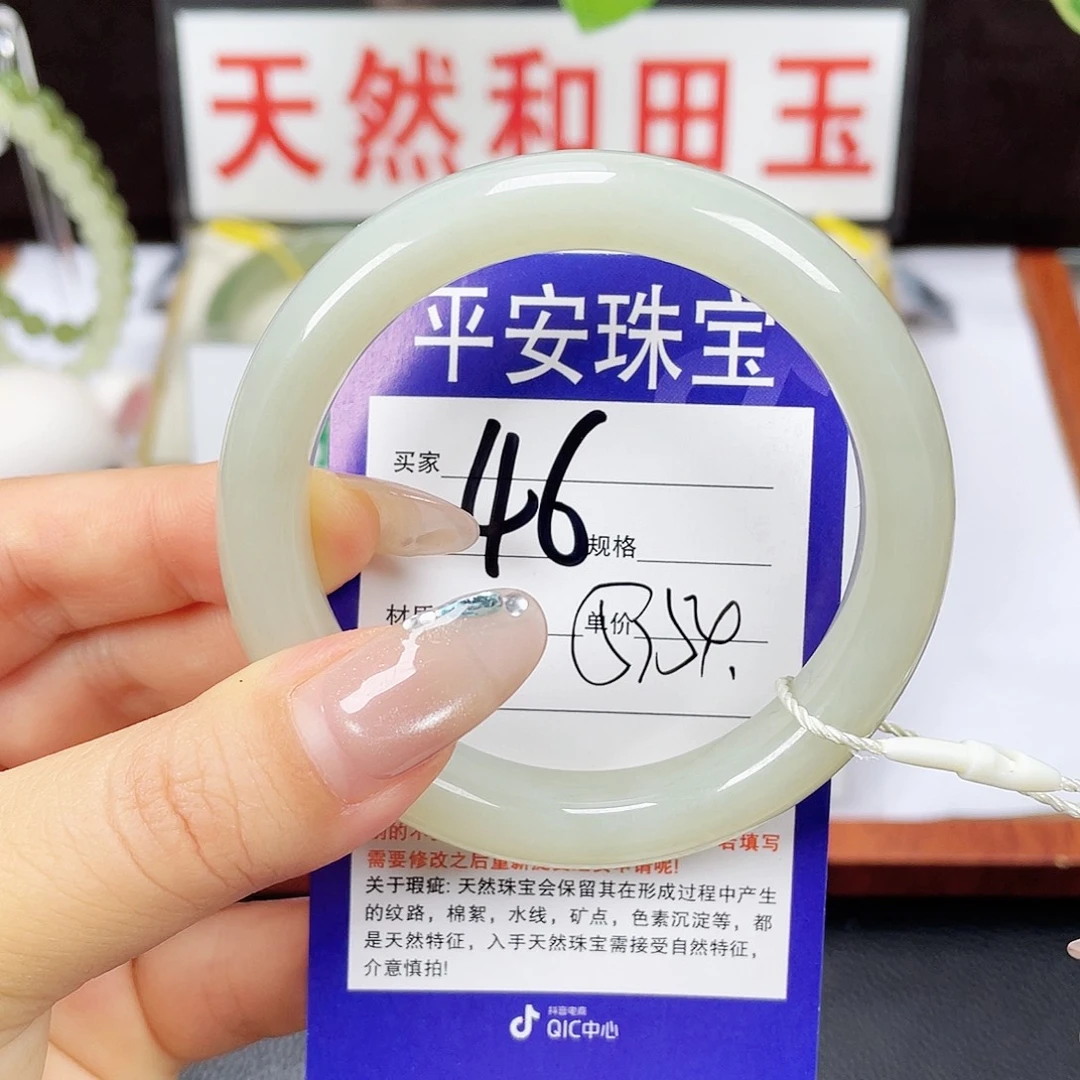 天然和田玉
平安珠宝
买家
46
规格
单价
需要修改之后重新
关于瑕疵: 天然珠宝会保留其在形成过程中产生
的纹路，棉絮，水线，矿点，色素沉淀等，都
是天然特征，入手天然珠宝需接受自然特征，
介意慎拍!
抖音电商
QIC中心